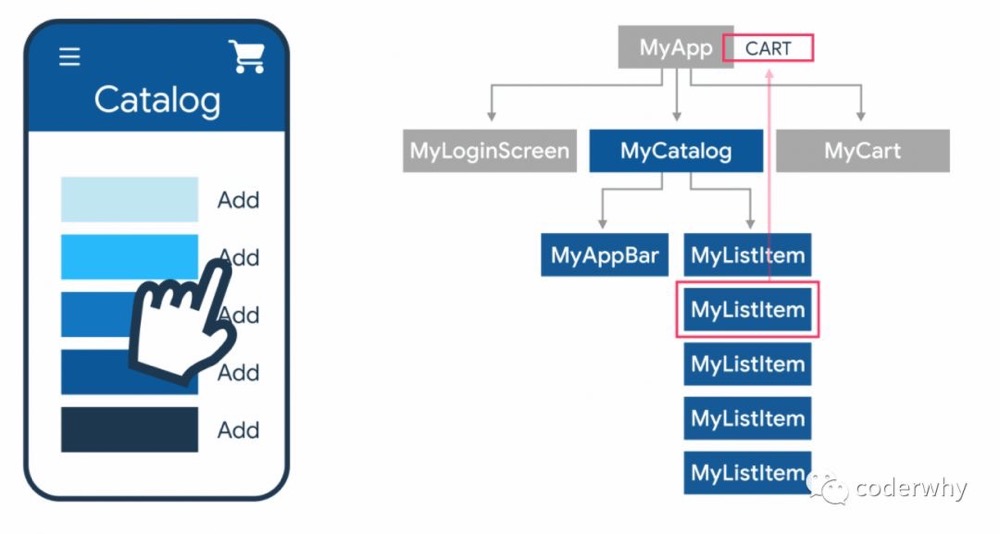 Catalog
Add
Add
Add
Add
Add
MyApp CART
MyLoginScreen MyCatalog MyCart
MyAppBar MyListItem
MyListItem
MyListItem
MyListItem
MyListItem
coderwhy